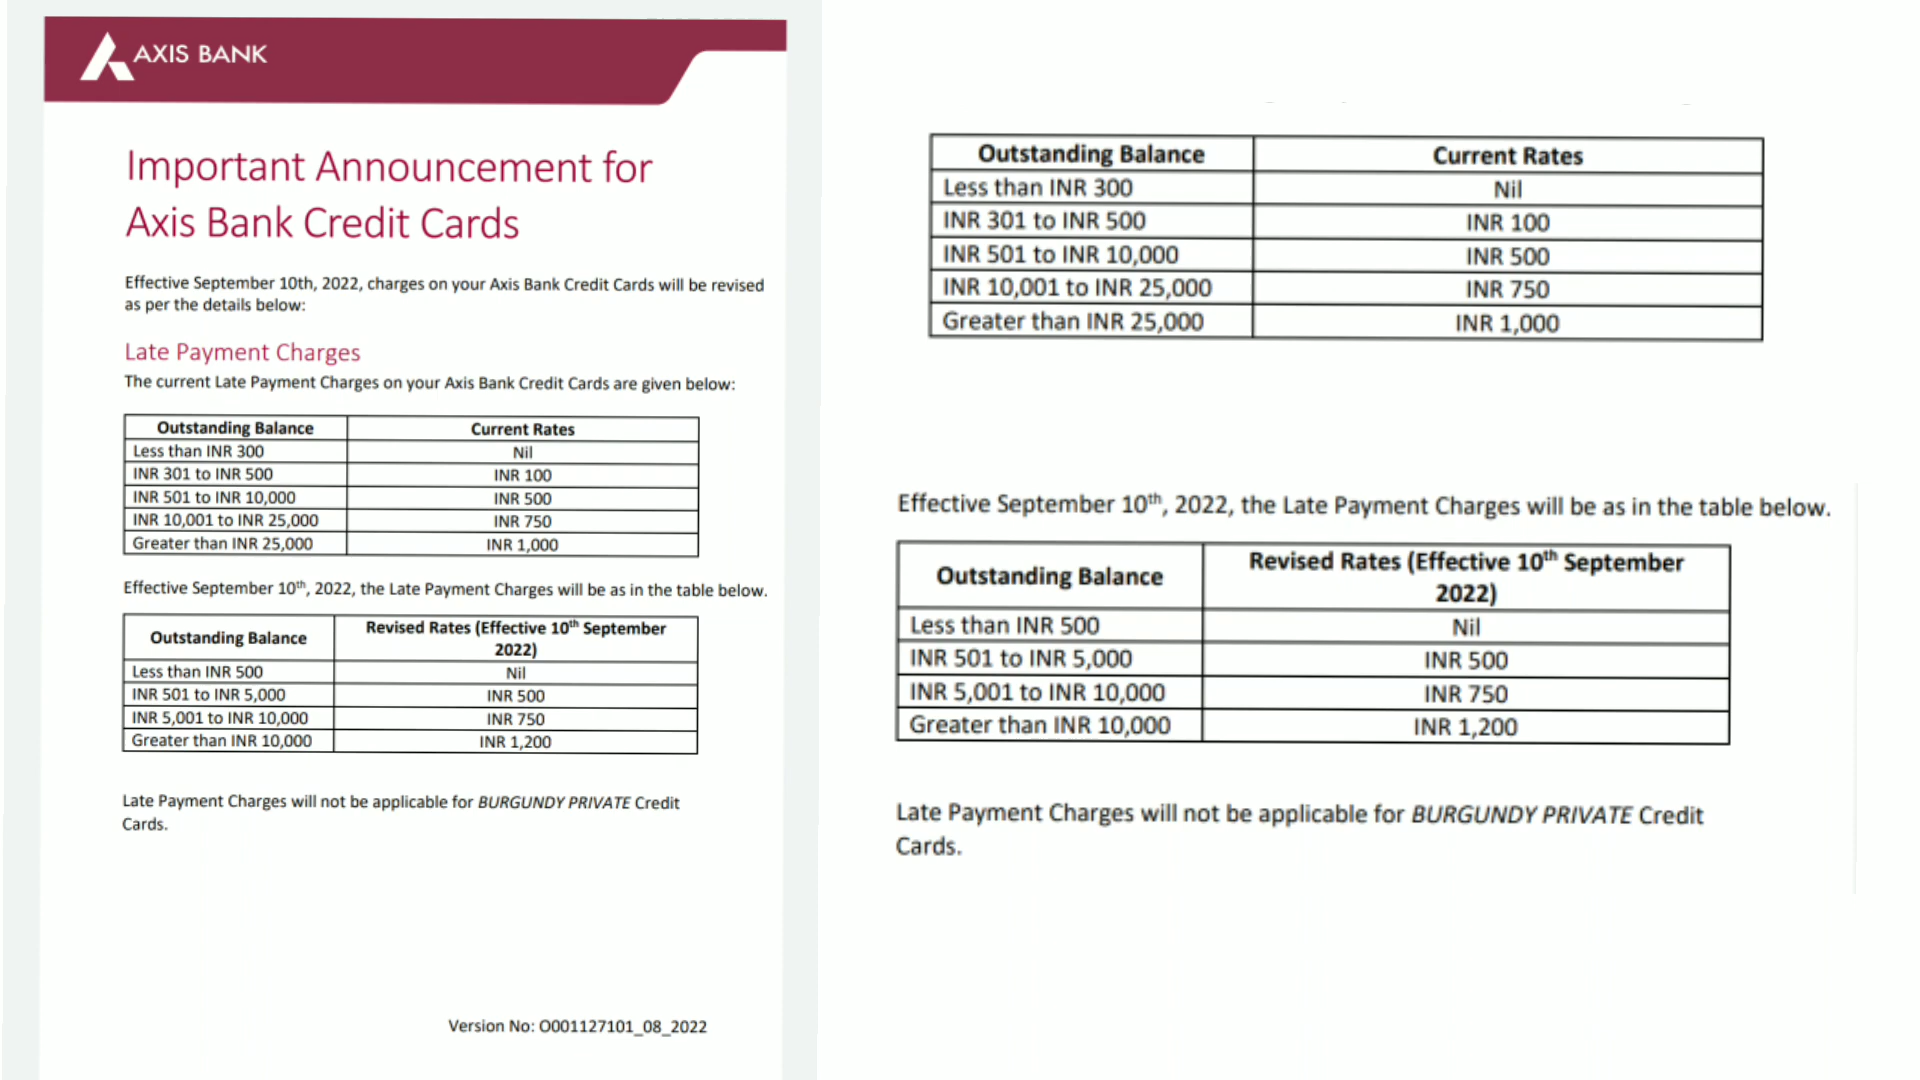 AXIS BANK
Important Announcement for
Axis Bank Credit Cards
Effective September 10th, 2022, charges on your Axis Bank Credit Cards will be revised
as per the details below:
Late Payment Charges
The current Late Payment Charges on your Axis Bank Credit Cards are given below:
Outstanding Balance Current Rates
Less than INR 300 Nil
INR 301 to INR 500 INR 100
INR 501 to INR 10,000 INR 500
INR 10,001 to INR 25,000 INR 750
Greater than INR 25,000 INR 1,000
Effective September 10th, 2022, the Late Payment Charges will be as in the table below.
Outstanding Balance Revised Rates (Effective 10th September
2022)
Less than INR 500 Nil
INR 501 to INR 5,000 INR 500
INR 5,001 to INR 10,000 INR 750
Greater than INR 10,000 INR 1,200
Late Payment Charges will not be applicable for BURGUNDY PRIVATE Credit
Cards.
Version No: O001127101_08_2022
Outstanding Balance Current Rates
Less than INR 300 Nil
INR 301 to INR 500 INR 100
INR 501 to INR 10,000 INR 500
INR 10,001 to INR 25,000 INR 750
Greater than INR 25,000 INR 1,000
Effective September 10th, 2022, the Late Payment Charges will be as in the table below.
Outstanding Balance Revised Rates (Effective 10th September
2022)
Less than INR 500 Nil
INR 501 to INR 5,000 INR 500
INR 5,001 to INR 10,000 INR 750
Greater than INR 10,000 INR 1,200
Late Payment Charges will not be applicable for BURGUNDY PRIVATE Credit
Cards.